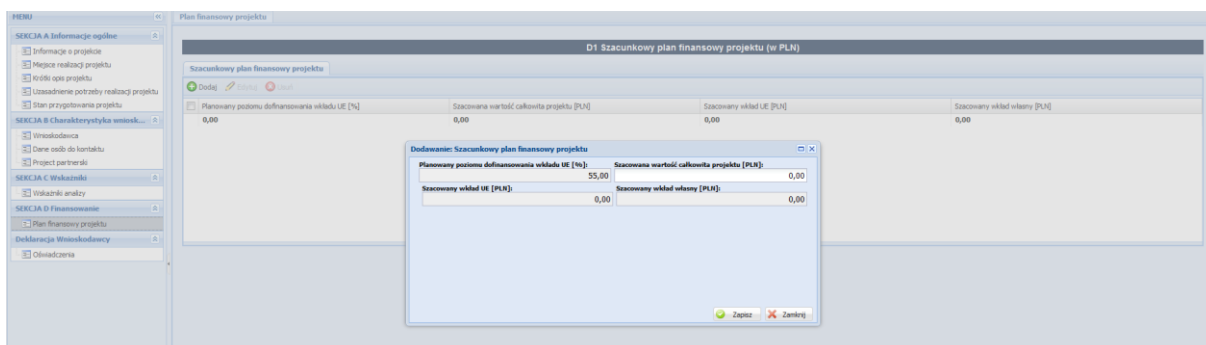 MENU
Plan finansowy projektu
SEKCJA A Informacje ogólne
Informacje o projekcie
Miejsce realizacji projektu
Krótki opis projektu
Uzasadnienie potrzeby realizacji projektu
Stan przygotowania projektu
SEKCJA B Charakterystyka wniosk...
Wnioskodawca
Dane osób do kontaktu
Project partnerski
SEKCJA C Wskaźniki
Wskaźniki analizy
SEKCJA D Finansowanie
Plan finansowy projektu
Deklaracja Wnioskodawcy
Oświadczenia
D1 Szacunkowy plan finansowy projektu (w PLN)
Szacunkowy plan finansowy projektu
Dodaj Usuń
Planowany poziomu dofinansowania wkładu UE [%] Szacowana wartość całkowita projektu [PLN] Szacowany wkład UE [PLN] Szacowany wkład własny [PLN]
0,00 0,00 0,00 0,00
Dodawanie: Szacunkowy plan finansowy projektu
Planowany poziomu dofinansowania wkładu UE [%]: Szacowana wartość całkowita projektu [PLN]:
55,00 0,00
Szacowany wkład UE [PLN]: Szacowany wkład własny [PLN]:
0,00 0,00
Zapisz Zamknij